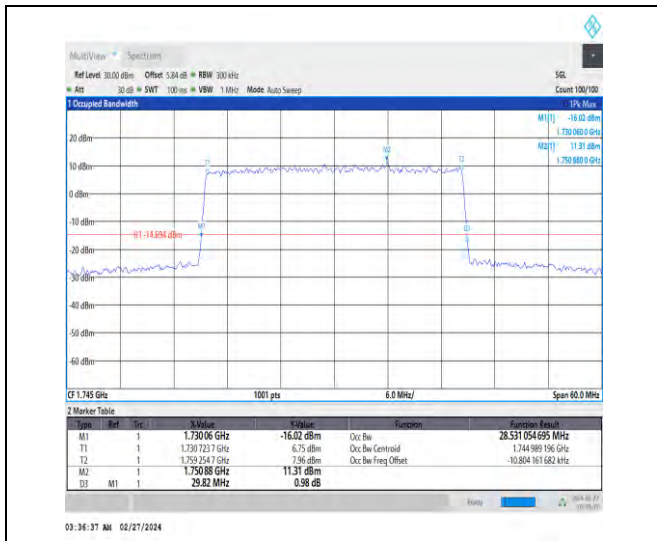 MultiView Spectrum
Ref Level 30.00 dBm Offset 5.84 dB RBW 300 kHz SGL
Att 30 dB SWT 100 ms VBW 1 MHz Mode Auto Sweep Count 100/100
1 Occupied Bandwidth 1Pk Max
M1[1] -16.02 dBm
1.730 060 0 GHz
M2[1] 11.31 dBm
1.750 880 0 GHz
20 dBm
M2
T1 T2
10 dBm
0 dBm
-10 dBm
M1 D3
H1 -14.694 dBm
-20 dBm
-30 dBm
-40 dBm
-50 dBm
-60 dBm
CF 1.745 GHz 1001 pts 6.0 MHz/ Span 60.0 MHz
2 Marker Table
Type Ref Trc X-Value Y-Value Function Function Result
M1 1 1.730 06 GHz -16.02 dBm Occ Bw 28.531 054 695 MHz
T1 1 1.730 723 7 GHz 6.75 dBm Occ Bw Centroid 1.744 989 196 GHz
T2 1 1.759 254 7 GHz 7.96 dBm Occ Bw Freq Offset -10.804 161 682 kHz
M2 1 1.750 88 GHz 11.31 dBm
D3 M1 1 29.82 MHz 0.98 dB
Ready
03:36:37 AM 02/27/2024